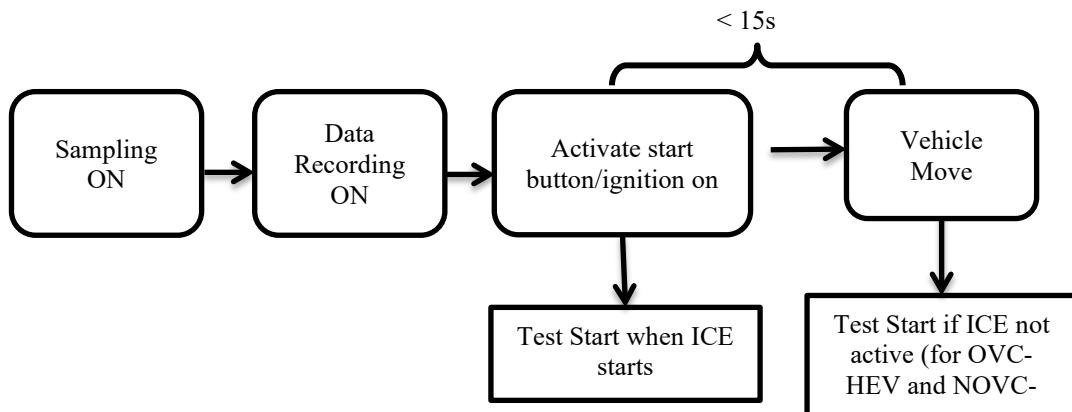 < 15s
Sampling
ON
Data
Recording
ON
Activate start
button/ignition on
Vehicle
Move
Test Start when ICE
starts
Test Start if ICE not
active (for OVC-
HEV and NOVC-